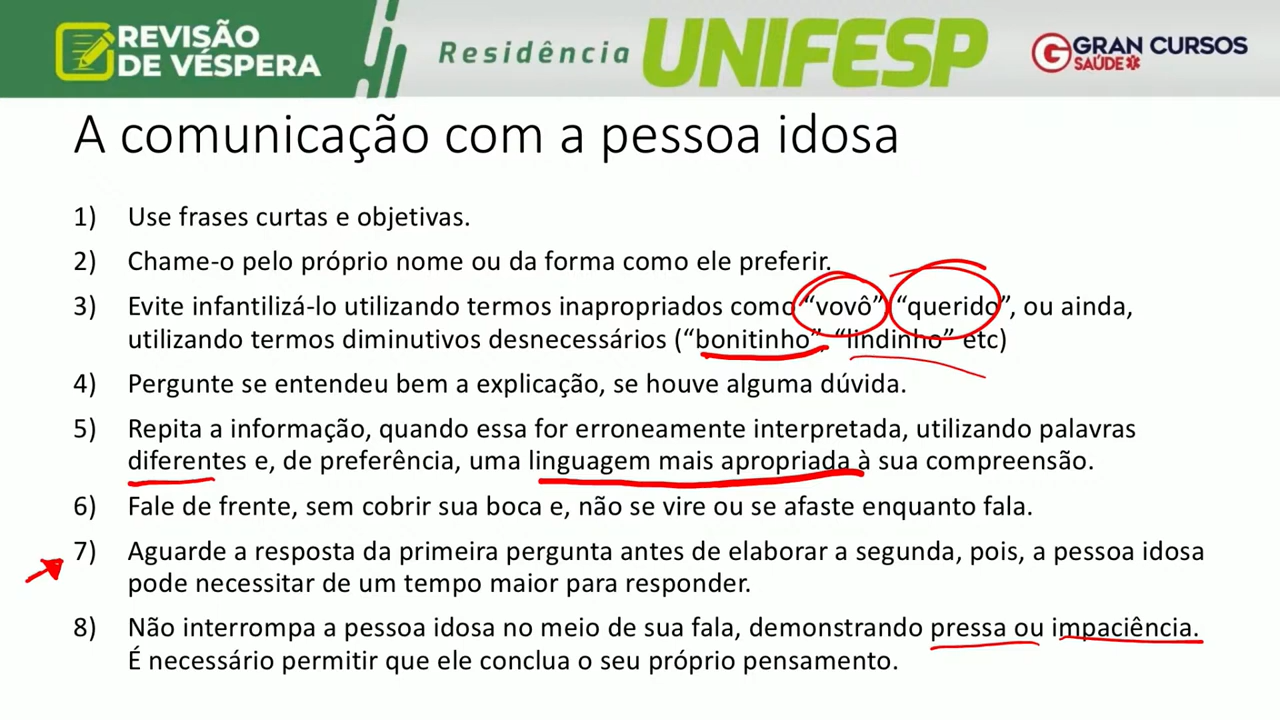 REVISÃO
DE VÉSPERA
Residência UNIFESP
GRAN CURSOS
SAÚDE
A comunicação com a pessoa idosa
1) Use frases curtas e objetivas.
2) Chame-o pelo próprio nome ou da forma como ele preferir.
3) Evite infantilizá-lo utilizando termos inapropriados como “vovô”, “querido”, ou ainda,
utilizando termos diminutivos desnecessários (“bonitinho”, “lindinho” etc)
4) Pergunte se entendeu bem a explicação, se houve alguma dúvida.
5) Repita a informação, quando essa for erroneamente interpretada, utilizando palavras
diferentes e, de preferência, uma linguagem mais apropriada à sua compreensão.
6) Fale de frente, sem cobrir sua boca e, não se vire ou se afaste enquanto fala.
7) Aguarde a resposta da primeira pergunta antes de elaborar a segunda, pois, a pessoa idosa
pode necessitar de um tempo maior para responder.
8) Não interrompa a pessoa idosa no meio de sua fala, demonstrando pressa ou impaciência.
É necessário permitir que ele conclua o seu próprio pensamento.